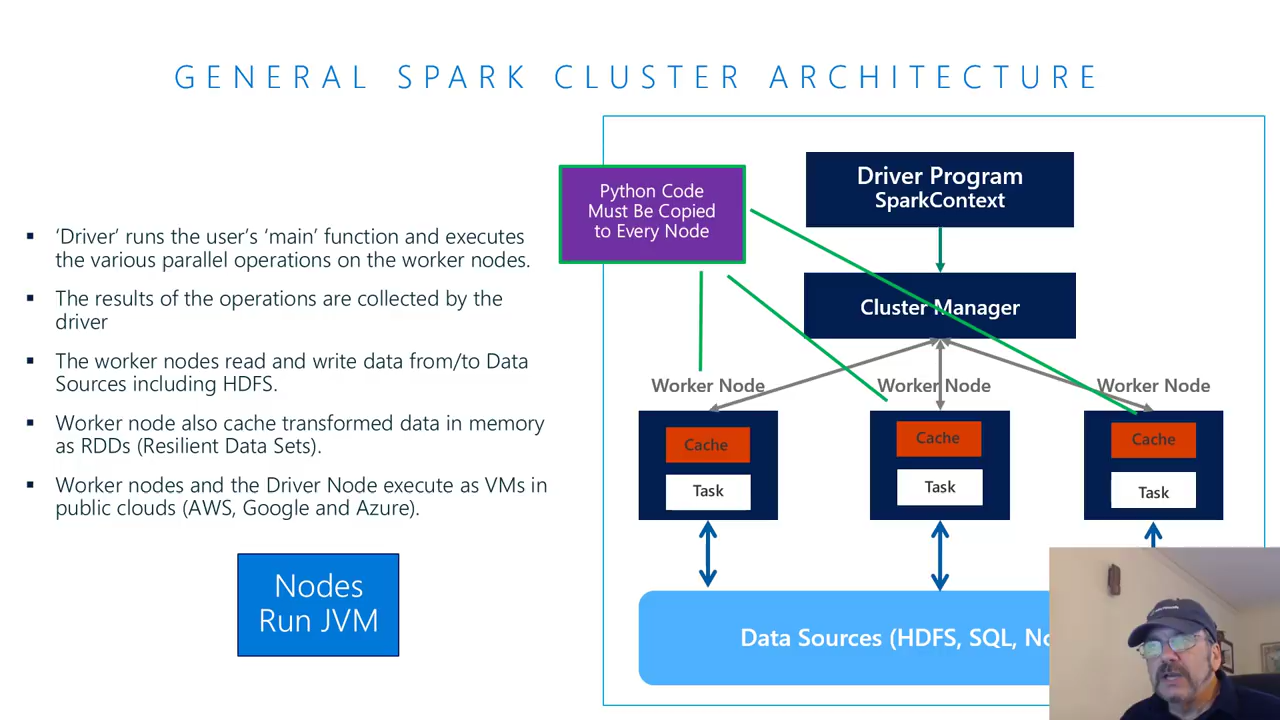 GENERAL SPARK CLUSTER ARCHITECTURE
▪ ‘Driver’ runs the user’s ‘main’ function and executes
the various parallel operations on the worker nodes.
▪ The results of the operations are collected by the
driver
▪ The worker nodes read and write data from/to Data
Sources including HDFS.
▪ Worker node also cache transformed data in memory
as RDDs (Resilient Data Sets).
▪ Worker nodes and the Driver Node execute as VMs in
public clouds (AWS, Google and Azure).
Nodes
Run JVM
Python Code
Must Be Copied
to Every Node
Driver Program
SparkContext
Cluster Manager
Worker Node
Worker Node
Worker Node
Cache
Cache
Cache
Task
Task
Task
Data Sources (HDFS, SQL,